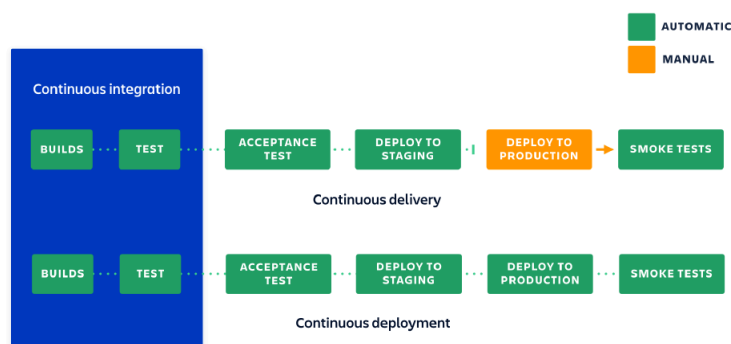 AUTOMATIC
MANUAL
Continuous integration
BUILDS
TEST
ACCEPTANCE
TEST
DEPLOY TO
STAGING
DEPLOY TO
PRODUCTION
SMOKE TESTS
Continuous delivery
BUILDS
TEST
ACCEPTANCE
TEST
DEPLOY TO
STAGING
DEPLOY TO
PRODUCTION
SMOKE TESTS
Continuous deployment